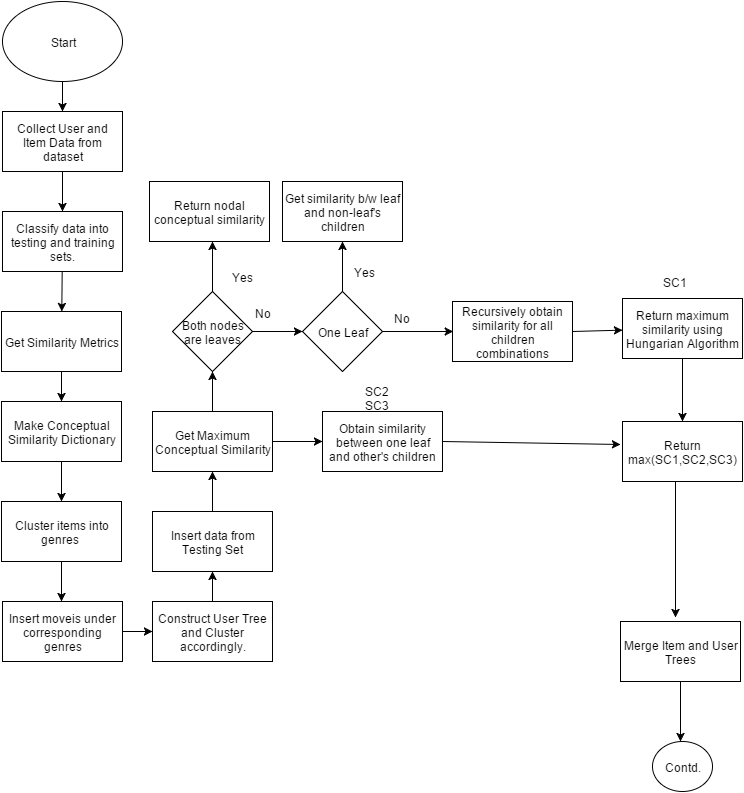 Start
Collect User and
Item Data from
dataset
Classify data into
testing and training
sets.
Get Similarity Metrics
Make Conceptual
Similarity Dictionary
Cluster items into
genres
Insert moveis under
corresponding
genres
Construct User Tree
and Cluster
accordingly.
Insert data from
Testing Set
Get Maximum
Conceptual Similarity
Both nodes
are leaves
Yes
Return nodal
conceptual similarity
No
One Leaf
Yes
Get similarity b/w leaf
and non-leaf's
children
No
Recursively obtain
similarity for all
children
combinations
SC1
Return maximum
similarity using
Hungarian Algorithm
SC2
SC3
Obtain similarity
between one leaf
and other's children
Return
max(SC1,SC2,SC3)
Merge Item and User
Trees
Contd.